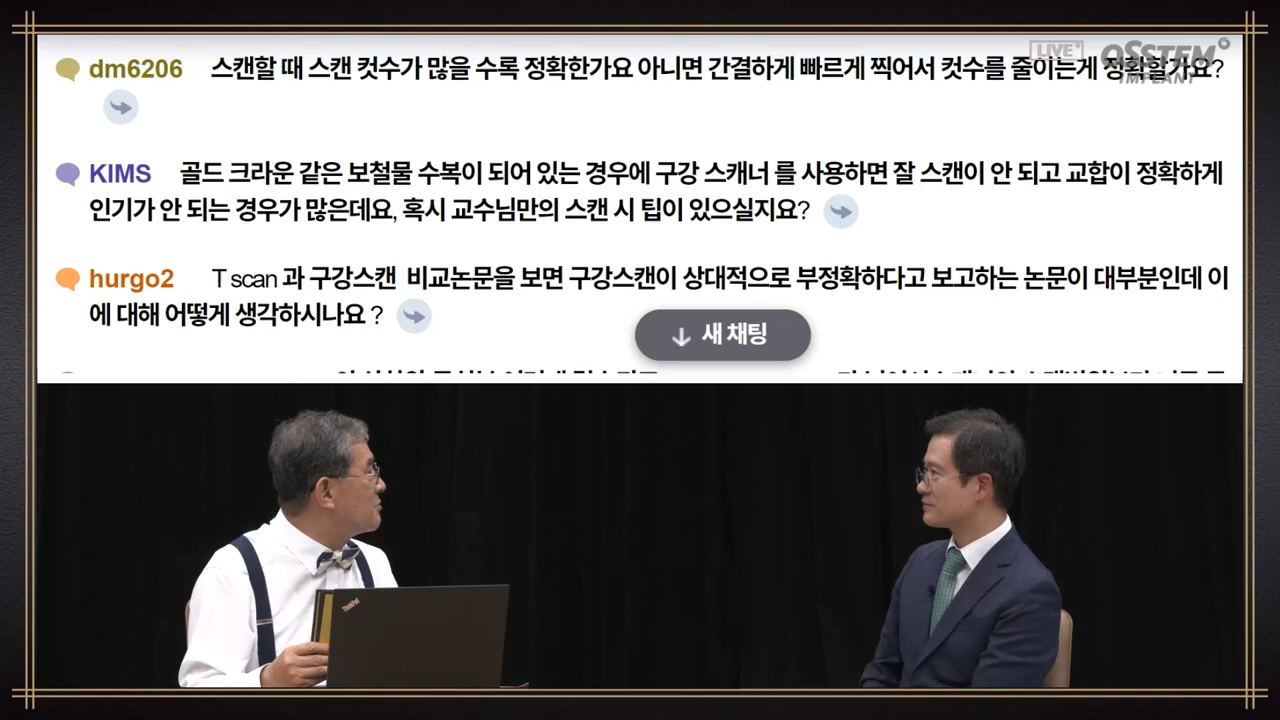 LIVE
OSSTEM
IMPLANT
dm6206 스캔할 때 스캔 컷수가 많을 수록 정확한가요 아니면 간결하게 빠르게 찍어서 컷수를 줄이는게 정확할가요?
KIMS 골드 크라운 같은 보철물 수복이 되어 있는 경우에 구강 스캐너 를 사용하면 잘 스캔이 안 되고 교합이 정확하게
인기가 안 되는 경우가 많은데요, 혹시 교수님만의 스캔 시 팁이 있으실지요?
hurgo2 T scan 과 구강스캔 비교논문을 보면 구강스캔이 상대적으로 부정확하다고 보고하는 논문이 대부분인데 이
에 대해 어떻게 생각하시나요 ?
↓ 새 채팅
ThinkPad